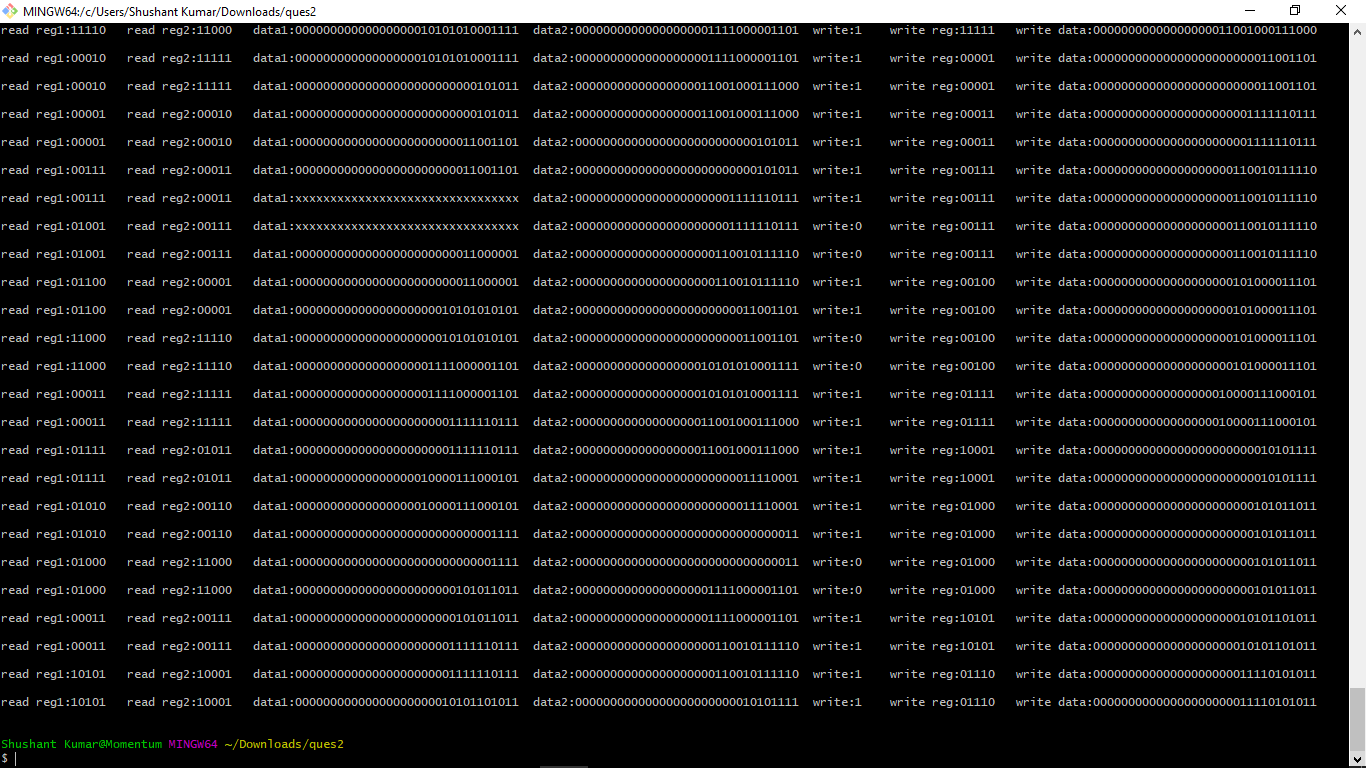 MINGW64:/c/Users/Shushant Kumar/Downloads/ques2
read reg1:11110 read reg2:11000 data1:00000000000000000010101010001111 data2:00000000000000000001111000001101 write:1 write reg:11111 write data:00000000000000000011001000111000
read reg1:00010 read reg2:11111 data1:00000000000000000010101010001111 data2:00000000000000000001111000001101 write:1 write reg:00001 write data:00000000000000000000000011001101
read reg1:00010 read reg2:11111 data1:00000000000000000000000000101011 data2:00000000000000000011001000111000 write:1 write reg:00001 write data:00000000000000000000000011001101
read reg1:00001 read reg2:00010 data1:00000000000000000000000000101011 data2:00000000000000000011001000111000 write:1 write reg:00011 write data:00000000000000000000001111110111
read reg1:00001 read reg2:00010 data1:00000000000000000000000011001101 data2:00000000000000000000000000101011 write:1 write reg:00011 write data:00000000000000000000001111110111
read reg1:00111 read reg2:00011 data1:00000000000000000000000011001101 data2:00000000000000000000000000101011 write:1 write reg:00111 write data:00000000000000000000110010111110
read reg1:00111 read reg2:00011 data1:xxxxxxxxxxxxxxxxxxxxxxxxxxxxxxxx data2:00000000000000000000001111110111 write:1 write reg:00111 write data:00000000000000000000110010111110
read reg1:01001 read reg2:00111 data1:xxxxxxxxxxxxxxxxxxxxxxxxxxxxxxxx data2:00000000000000000000001111110111 write:0 write reg:00111 write data:00000000000000000000110010111110
read reg1:01001 read reg2:00111 data1:00000000000000000000000011000001 data2:00000000000000000000110010111110 write:0 write reg:00111 write data:00000000000000000000110010111110
read reg1:01100 read reg2:00001 data1:00000000000000000000000011000001 data2:00000000000000000000110010111110 write:1 write reg:00100 write data:00000000000000000000101000011101
read reg1:01100 read reg2:00001 data1:00000000000000000000010101010101 data2:00000000000000000000000011001101 write:1 write reg:00100 write data:00000000000000000000101000011101
read reg1:11000 read reg2:11110 data1:00000000000000000000010101010101 data2:00000000000000000000000011001101 write:0 write reg:00100 write data:00000000000000000000101000011101
read reg1:11000 read reg2:11110 data1:00000000000000000001111000001101 data2:00000000000000000010101010001111 write:0 write reg:00100 write data:00000000000000000000101000011101
read reg1:00011 read reg2:11111 data1:00000000000000000001111000001101 data2:00000000000000000010101010001111 write:1 write reg:01111 write data:00000000000000000010000111000101
read reg1:00011 read reg2:11111 data1:00000000000000000000001111110111 data2:00000000000000000011001000111000 write:1 write reg:01111 write data:00000000000000000010000111000101
read reg1:01111 read reg2:01011 data1:00000000000000000000001111110111 data2:00000000000000000011001000111000 write:1 write reg:10001 write data:00000000000000000000000010101111
read reg1:01111 read reg2:01011 data1:00000000000000000010000111000101 data2:00000000000000000000000011110001 write:1 write reg:10001 write data:00000000000000000000000010101111
read reg1:01010 read reg2:00110 data1:00000000000000000010000111000101 data2:00000000000000000000000011110001 write:1 write reg:01000 write data:00000000000000000000000101011011
read reg1:01010 read reg2:00110 data1:00000000000000000000000000001111 data2:00000000000000000000000000000011 write:1 write reg:01000 write data:00000000000000000000000101011011
read reg1:01000 read reg2:11000 data1:00000000000000000000000000001111 data2:00000000000000000000000000000011 write:0 write reg:01000 write data:00000000000000000000000101011011
read reg1:01000 read reg2:11000 data1:00000000000000000000000101011011 data2:00000000000000000001111000001101 write:0 write reg:01000 write data:00000000000000000000000101011011
read reg1:00011 read reg2:00111 data1:00000000000000000000000101011011 data2:00000000000000000001111000001101 write:1 write reg:10101 write data:00000000000000000000010101101011
read reg1:00011 read reg2:00111 data1:00000000000000000000001111110111 data2:00000000000000000000110010111110 write:1 write reg:10101 write data:00000000000000000000010101101011
read reg1:10101 read reg2:10001 data1:00000000000000000000001111110111 data2:00000000000000000000110010111110 write:1 write reg:01110 write data:00000000000000000000011110101011
read reg1:10101 read reg2:10001 data1:00000000000000000000010101101011 data2:00000000000000000000000010101111 write:1 write reg:01110 write data:00000000000000000000011110101011
Shushant Kumar@Momentum MINGW64 ~/Downloads/ques2
$